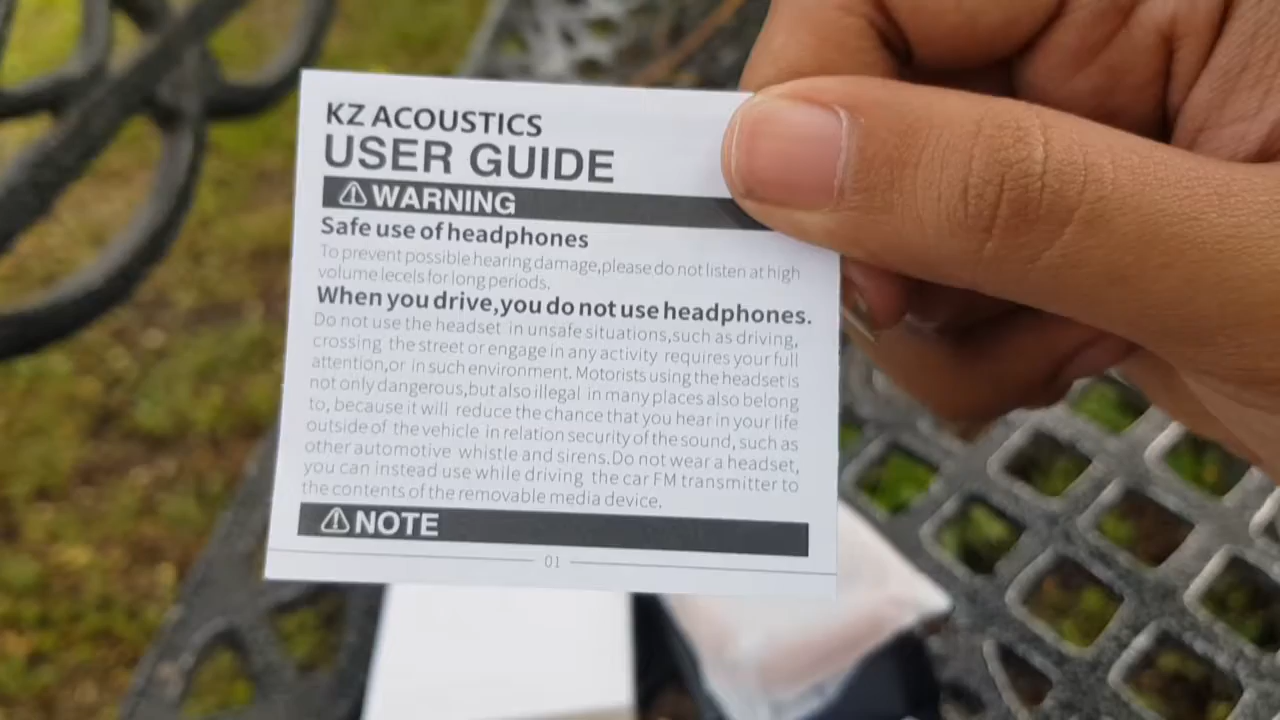 KZ ACOUSTICS
USER GUIDE
⚠ WARNING
Safe use of headphones
To prevent possible hearing damage,please do not listen at high
volume lecels for long periods.
When you drive,you do not use headphones.
Do not use the headset in unsafe situations,such as driving,
crossing the street or engage in any activity requires your full
attention,or in such environment. Motorists using the headset is
not only dangerous,but also illegal in many places also belong
to, because it will reduce the chance that you hear in your life
outside of the vehicle in relation security of the sound, such as
other automotive whistle and sirens.Do not wear a headset,
you can instead use while driving the car FM transmitter to
the contents of the removable media device.
⚠ NOTE
01